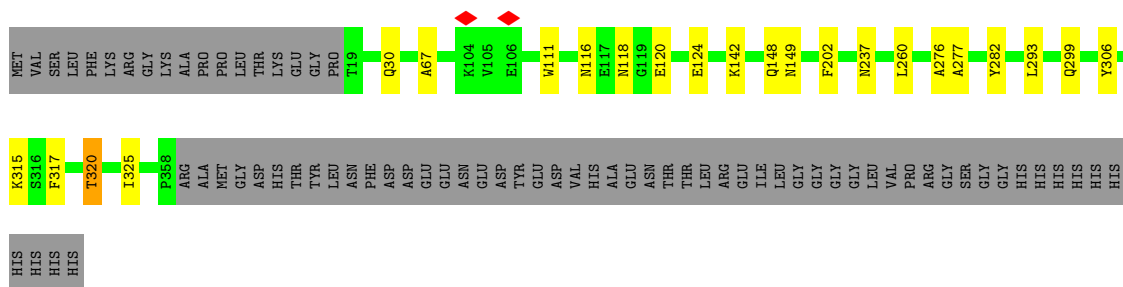 MET VAL SER LEU PHE LYS ARG GLY LYS ALA PRO PRO LEU THR LYS GLU GLY PRO T19 Q30 A67 K104 V105 E106 W111 N116 E117 N118 G119 E120 E124 K142 Q148 N149 F202 N237 L260 A276 A277 Y282 L293 Q299 Y306
K315 S316 F317 T320 I325 P358 ARG ALA MET GLY ASP HIS THR TYR LEU ASN PHE ASP ASP GLU GLU ASN GLU ASP TYR GLU ASP VAL HIS ALA GLU ASN THR THR LEU ARG GLU ILE LEU GLY GLY GLY GLY LEU VAL PRO ARG GLY SER GLY GLY HIS HIS HIS HIS HIS HIS
HIS HIS HIS HIS